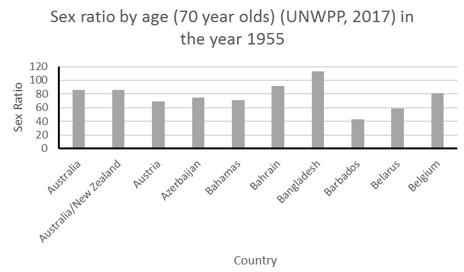 Sex ratio by age (70 year olds) (UNWPP, 2017) in
the year 1955
Sex Ratio
120
100
80
60
40
20
0
Australia
Australia/New Zealand
Austria
Azerbaijan
Bahamas
Bahrain
Bangladesh
Barbados
Belarus
Belgium
Country